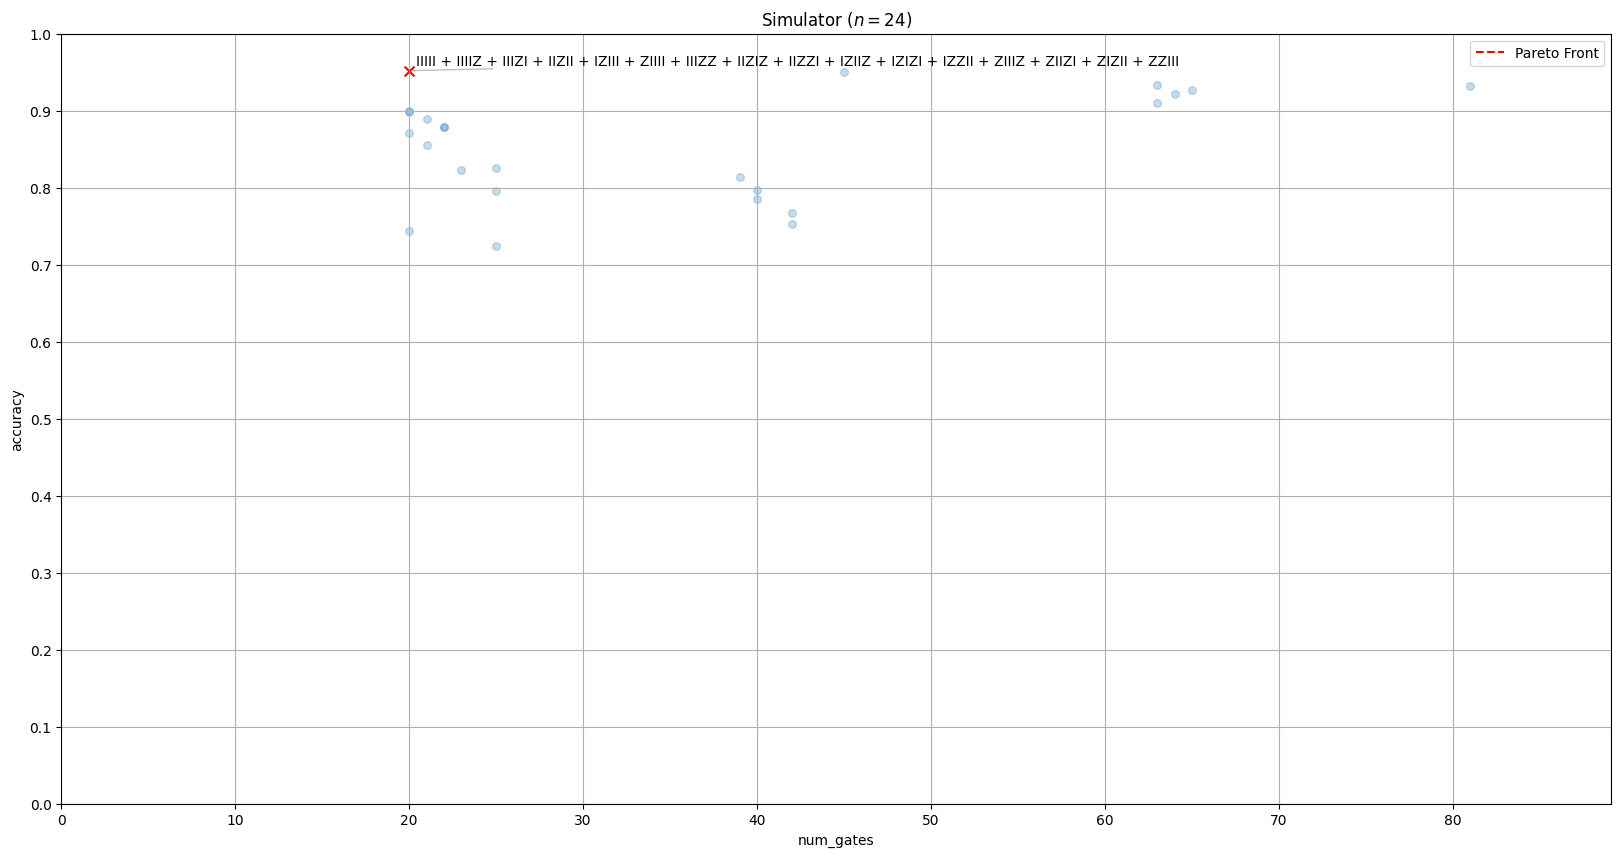 Simulator (n = 24)
IIIII + IIIIZ + IIIZI + IIZII + IZIII + ZIIII + IIIZZ + IIZIZ + IIZZI + IZIIZ + IZIZI + IZZII + ZIIIZ + ZIIZI + ZIZII + ZZIII
Pareto Front
1.0
0.9
0.8
0.7
0.6
0.5
0.4
0.3
0.2
0.1
0.0
accuracy
0 10 20 30 40 50 60 70 80
num_gates